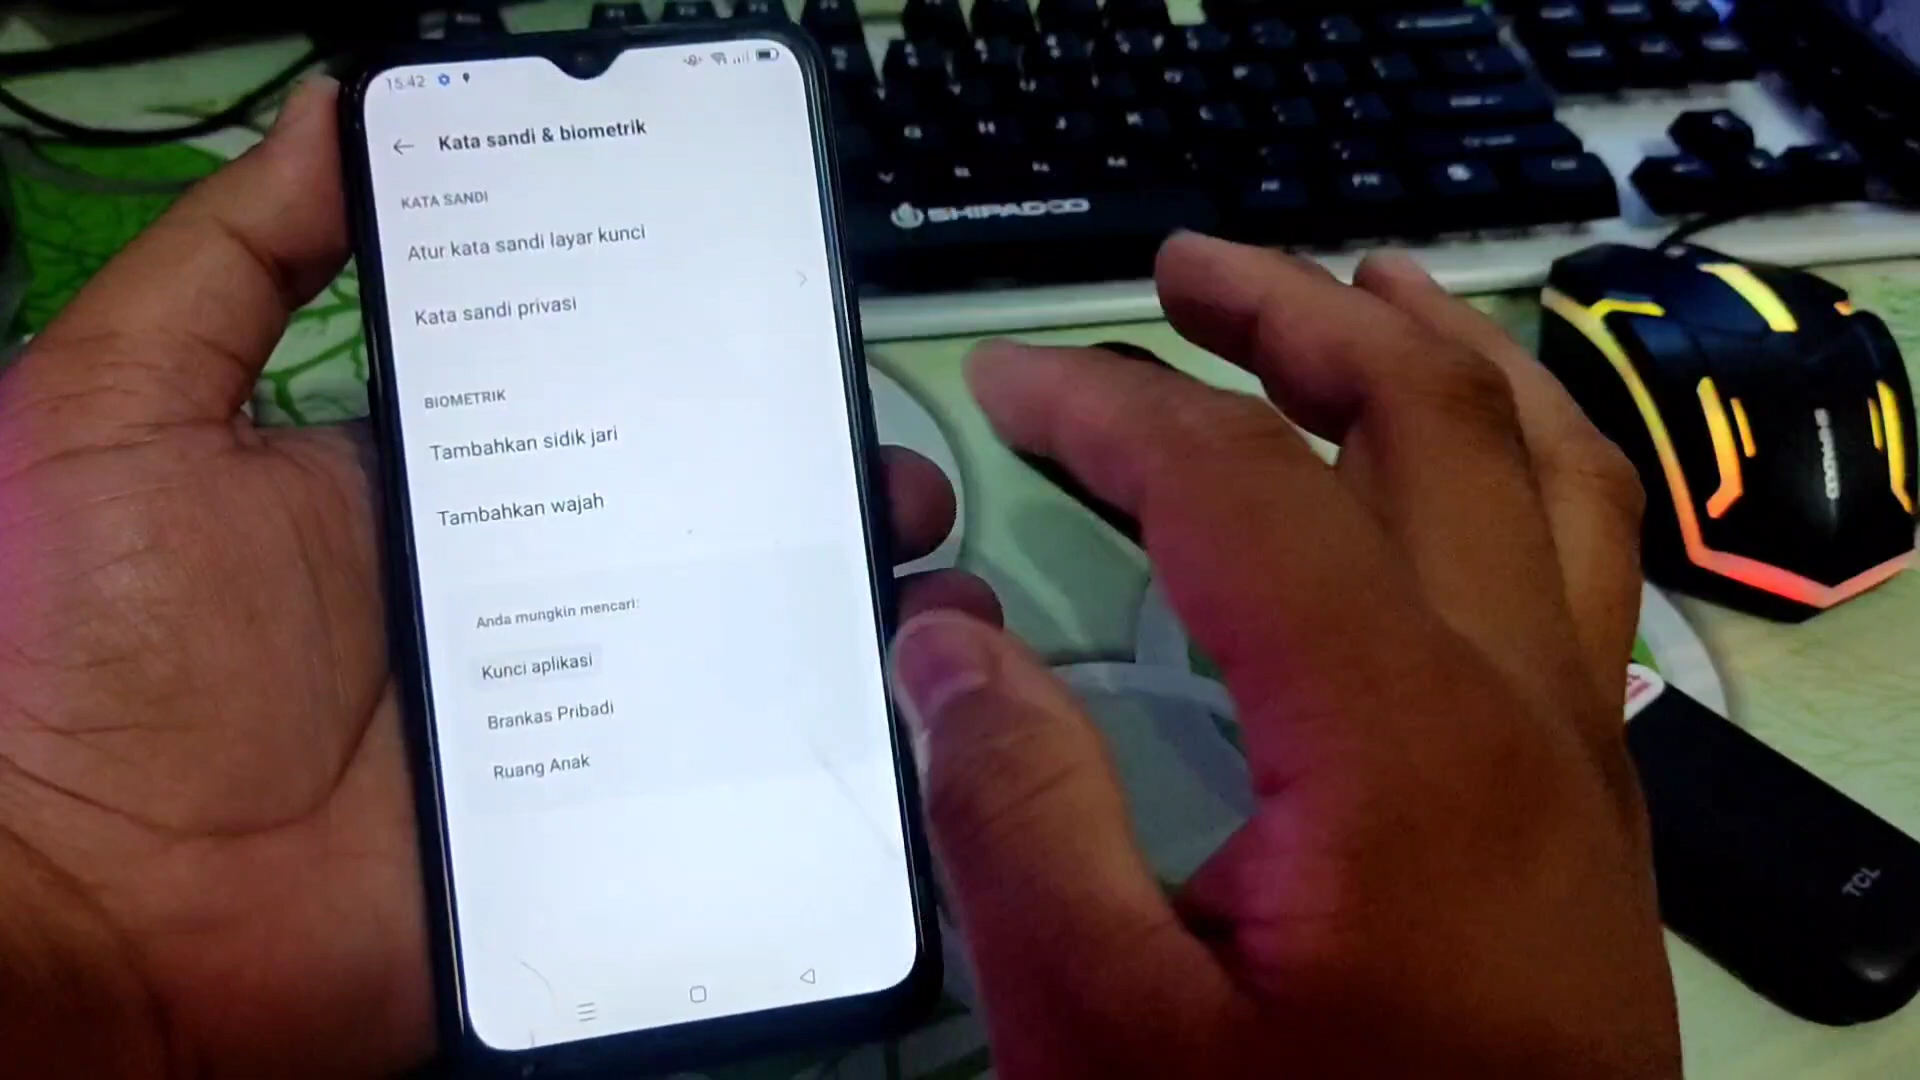 15.42
Kata sandi & biometrik
KATA SANDI
Atur kata sandi layar kunci
Kata sandi privasi
BIOMETRIK
Tambahkan sidik jari
Tambahkan wajah
Anda mungkin mencari:
Kunci aplikasi
Brankas Pribadi
Ruang Anak
SHIPADOO
TCL